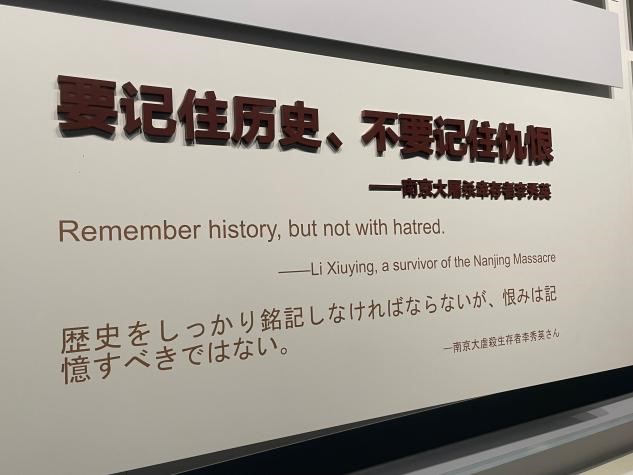 要记住历史、不要记住仇恨
——南京大屠杀幸存者李秀英
Remember history, but not with hatred.
——Li Xiuying, a survivor of the Nanjing Massacre
歴史をしっかり銘記しなければならないが、恨みは記
憶すべきではない。
—南京大虐殺生存者李秀英さん